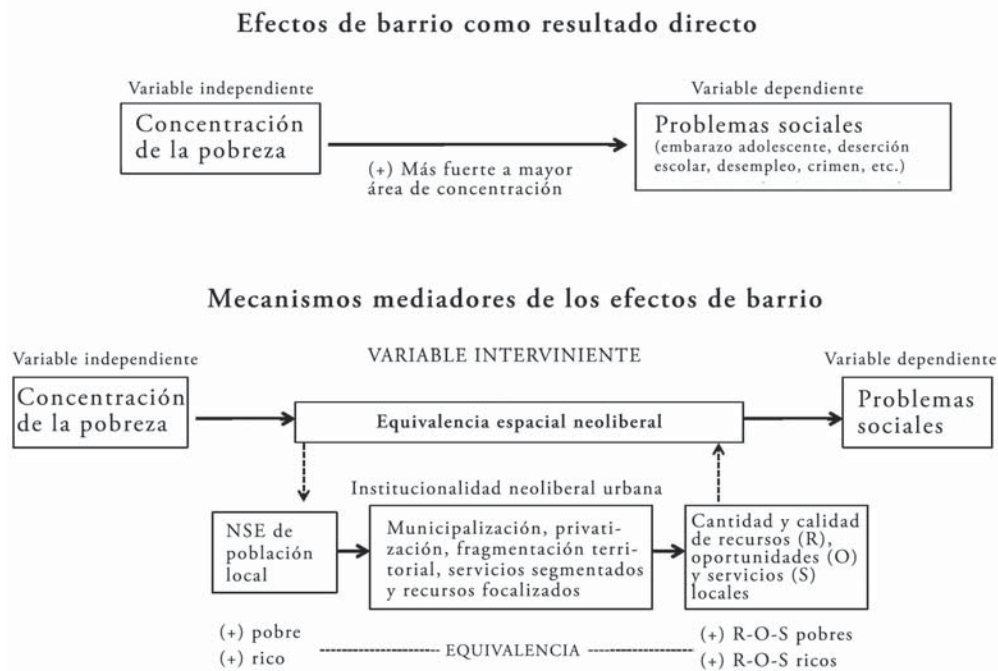 Efectos de barrio como resultado directo
Variable independiente
Variable dependiente
Concentración
de la pobreza
Problemas sociales
(embarazo adolescente, deserción
escolar, desempleo, crimen, etc.)
(+) Más fuerte a mayor
área de concentración
Mecanismos mediadores de los efectos de barrio
Variable independiente
VARIABLE INTERVINIENTE
Variable dependiente
Concentración
de la pobreza
Equivalencia espacial neoliberal
Problemas
sociales
Institucionalidad neoliberal urbana
NSE de
población
local
Municipalización, privati-
zación, fragmentación territ-
orial, servicios segmentados
y recursos focalizados
Cantidad y calidad
de recursos (R),
oportunidades (O)
y servicios (S)
locales
(+) pobre
(+) rico
EQUIVALENCIA
(+) R-O-S pobres
(+) R-O-S ricos